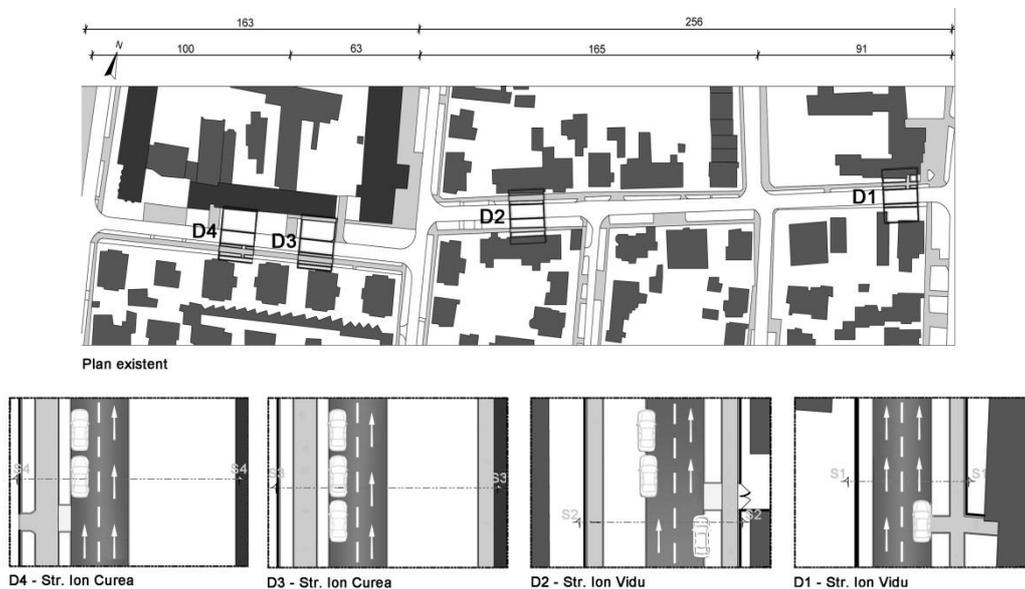 163 256
100 63 165 91
N
D1
D2
D4
D3
Plan existent
S4 S4
S3 S3
S2 S2
S1 S1
D4 - Str. Ion Curea
D3 - Str. Ion Curea
D2 - Str. Ion Vidu
D1 - Str. Ion Vidu